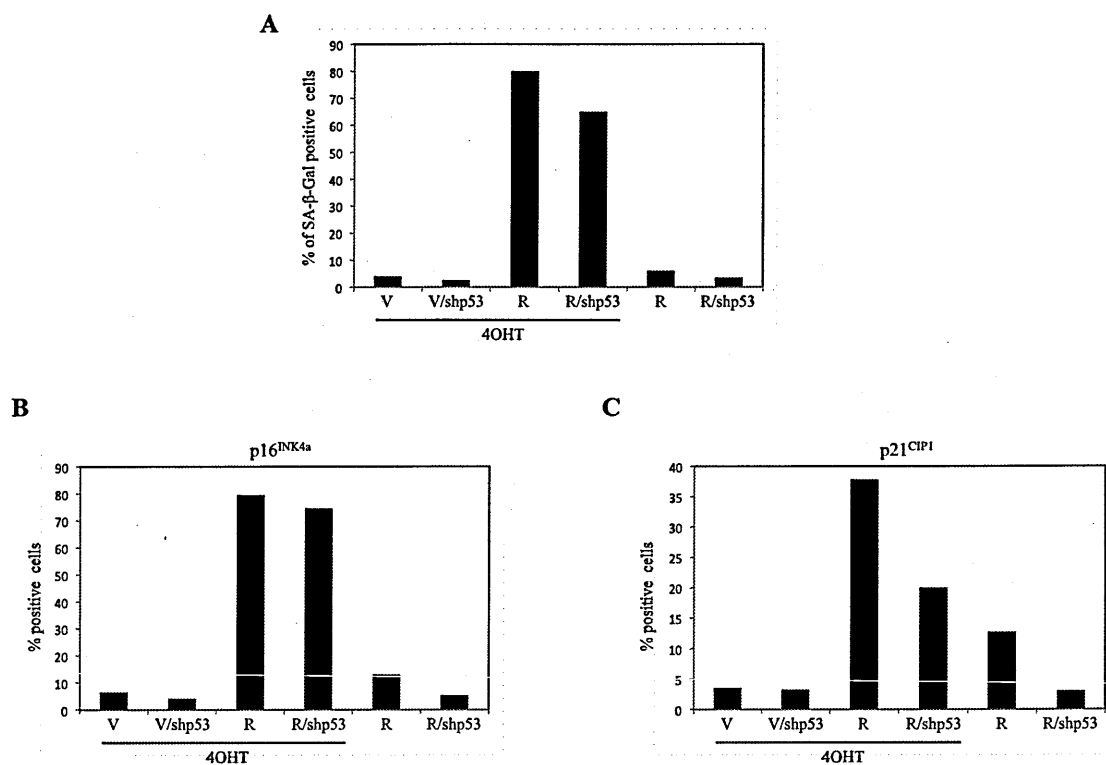 A
% of SA-β-Gal positive cells
90
80
70
60
50
40
30
20
10
0
V V/shp53 R R/shp53 R R/shp53
4OHT
B
p16INK4a
% positive cells
90
80
70
60
50
40
30
20
10
0
V V/shp53 R R/shp53 R R/shp53
4OHT
C
p21CIP1
% positive cells
40
35
30
25
20
15
10
5
0
V V/shp53 R R/shp53 R R/shp53
4OHT